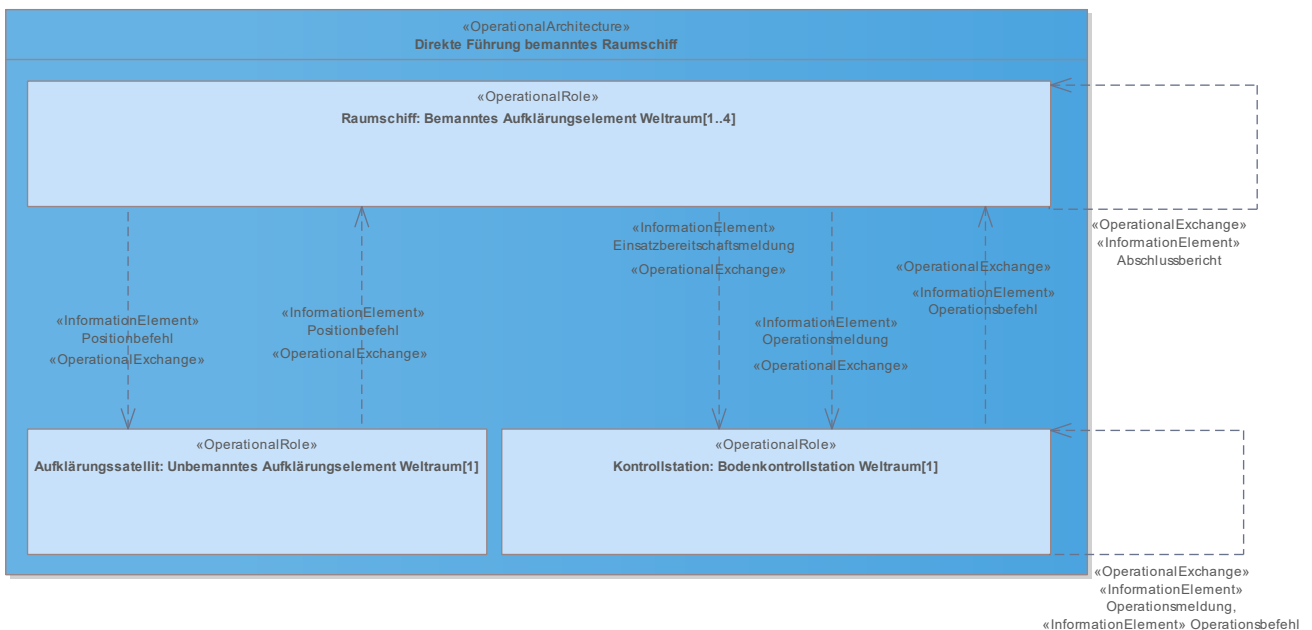 «OperationalArchitecture»
Direkte Führung bemanntes Raumschiff
«OperationalRole»
Raumschiff: Bemanntes Aufklärungselement Weltraum[1..4]
«OperationalExchange»
«InformationElement»
Abschlussbericht
«InformationElement»
Positionbefehl
«OperationalExchange»
«InformationElement»
Positionbefehl
«OperationalExchange»
«InformationElement»
Einsatzbereitschaftsmeldung
«OperationalExchange»
«InformationElement»
Operationsmeldung
«OperationalExchange»
«OperationalExchange»
«InformationElement»
Operationsbefehl
«OperationalRole»
Aufklärungssatellit: Unbemanntes Aufklärungselement Weltraum[1]
«OperationalRole»
Kontrollstation: Bodenkontrollstation Weltraum[1]
«OperationalExchange»
«InformationElement»
Operationsmeldung,
«InformationElement» Operationsbefehl